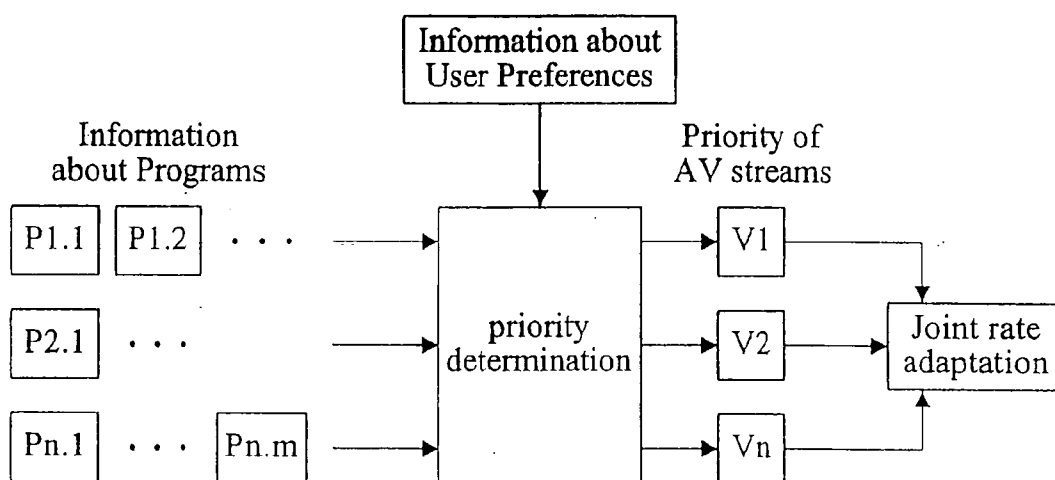 Information about
User Preferences
Information
about Programs
Priority of
AV streams
P1.1 P1.2 . . .
V1
P2.1 . . .
priority
determination
V2
Joint rate
adaptation
Pn.1 . . . Pn.m
Vn